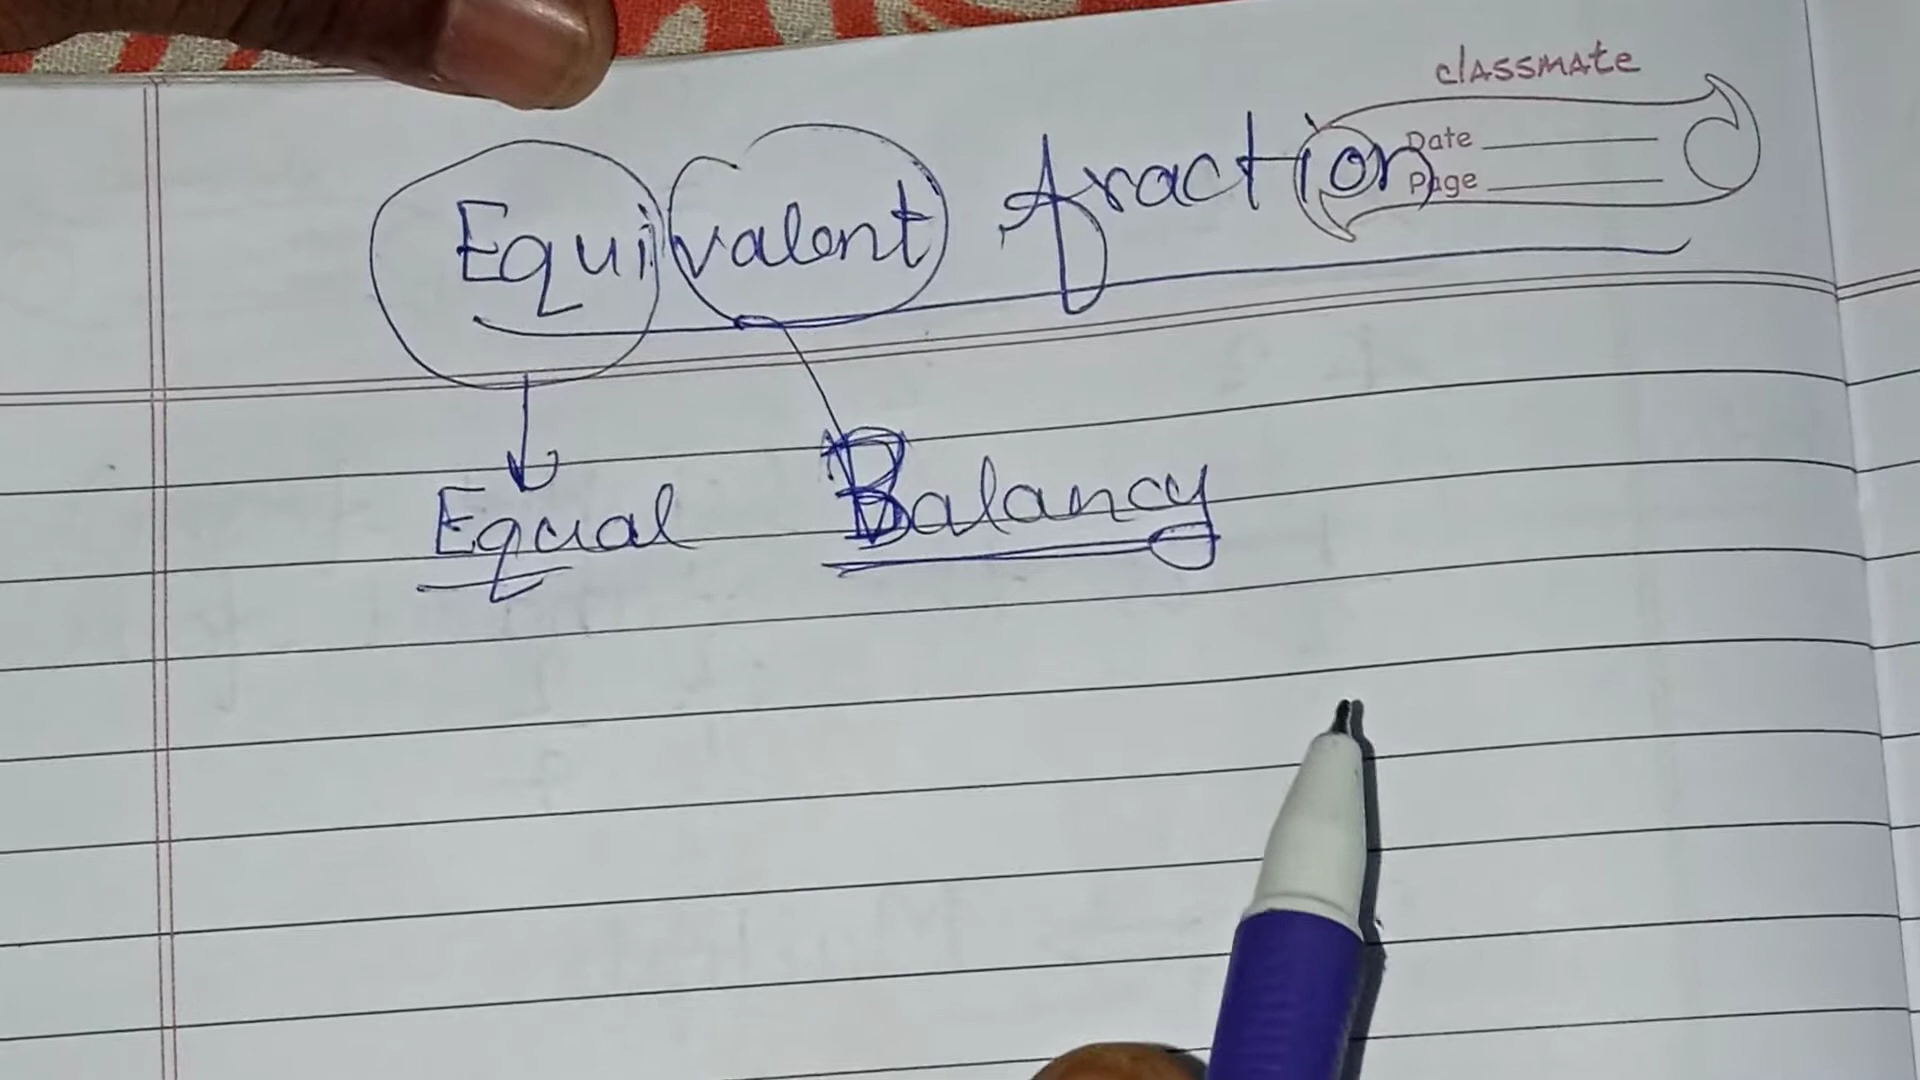 classmate
Date
Page
Equivalent fraction
Equal Balancy